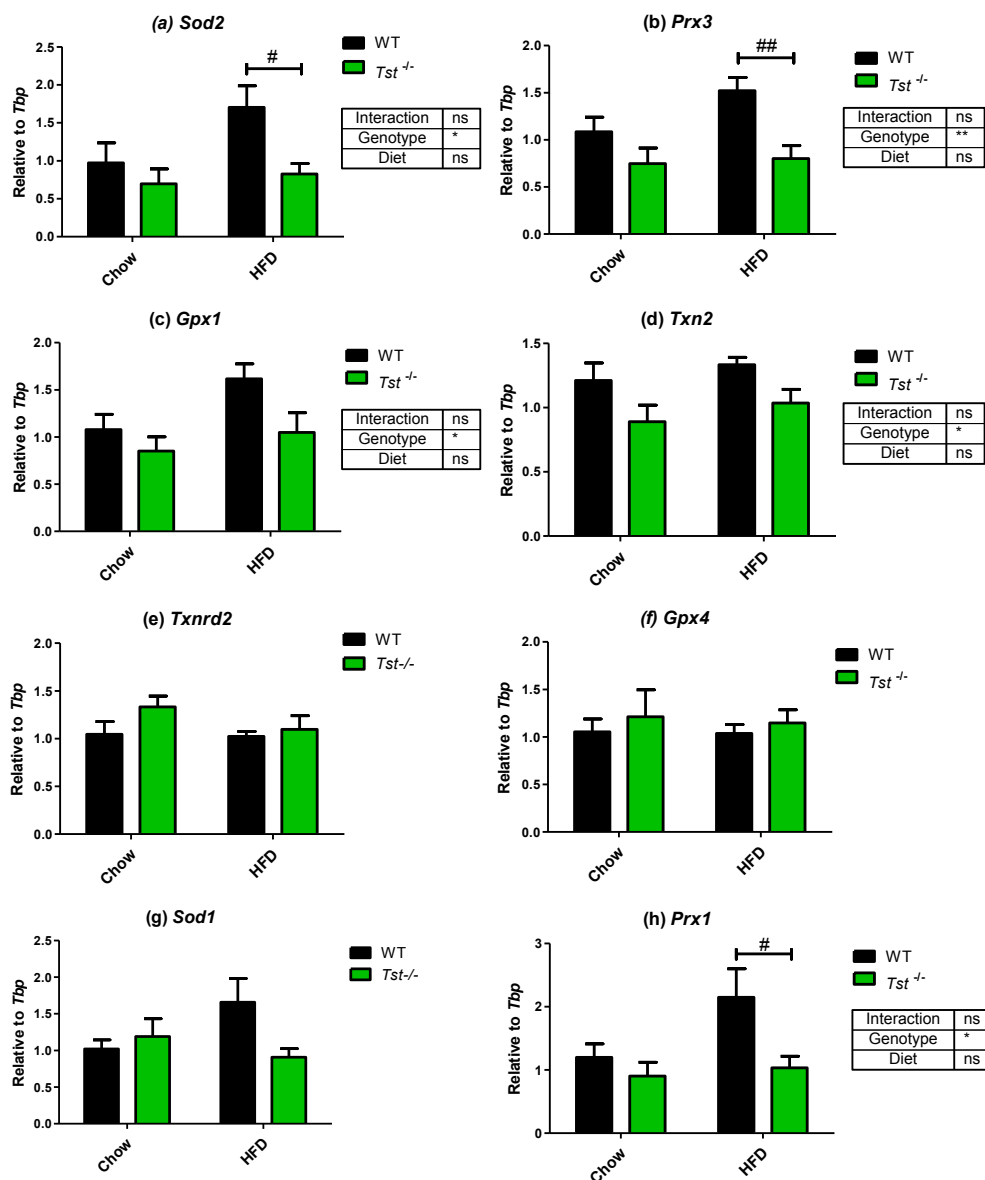 (a) Sod2
2.5
2.0
1.5
1.0
0.5
0.0
Relative to Tbp
#
Chow
HFD
WT
Tst -/-
Interaction ns
Genotype *
Diet ns
(b) Prx3
2.0
1.5
1.0
0.5
0.0
Relative to Tbp
##
Chow
HFD
WT
Tst -/-
Interaction ns
Genotype **
Diet ns
(c) Gpx1
2.0
1.5
1.0
0.5
0.0
Relative to Tbp
Chow
HFD
WT
Tst -/-
Interaction ns
Genotype *
Diet ns
(d) Txn2
1.5
1.0
0.5
0.0
Relative to Tbp
Chow
HFD
WT
Tst -/-
Interaction ns
Genotype *
Diet ns
(e) Txnrd2
2.0
1.5
1.0
0.5
0.0
Relative to Tbp
Chow
HFD
WT
Tst-/-
(f) Gpx4
2.0
1.5
1.0
0.5
0.0
Relative to Tbp
Chow
HFD
WT
Tst -/-
(g) Sod1
2.5
2.0
1.5
1.0
0.5
0.0
Relative to Tbp
Chow
HFD
WT
Tst-/-
(h) Prx1
3
2
1
0
Relative to Tbp
#
Chow
HFD
WT
Tst -/-
Interaction ns
Genotype *
Diet ns